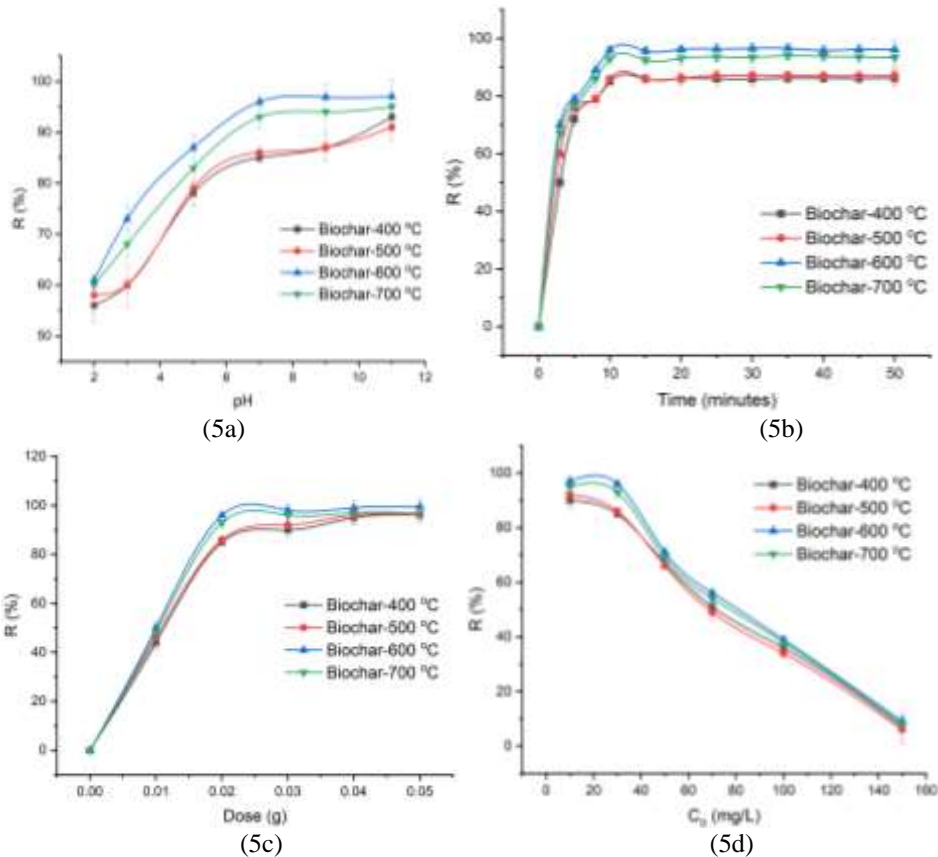 100
90
80
70
60
50
R (%)
2 4 6 8 10 12
pH
Biochar-400 °C
Biochar-500 °C
Biochar-600 °C
Biochar-700 °C
(5a)
100
80
60
40
20
0
R (%)
0 10 20 30 40 50
Time (minutes)
Biochar-400 °C
Biochar-500 °C
Biochar-600 °C
Biochar-700 °C
(5b)
120
100
80
60
40
20
0
R (%)
0.00 0.01 0.02 0.03 0.04 0.05
Dose (g)
Biochar-400 °C
Biochar-500 °C
Biochar-600 °C
Biochar-700 °C
(5c)
100
80
60
40
20
0
R (%)
0 20 40 60 80 100 120 140 160
C₀ (mg/L)
Biochar-400 °C
Biochar-500 °C
Biochar-600 °C
Biochar-700 °C
(5d)